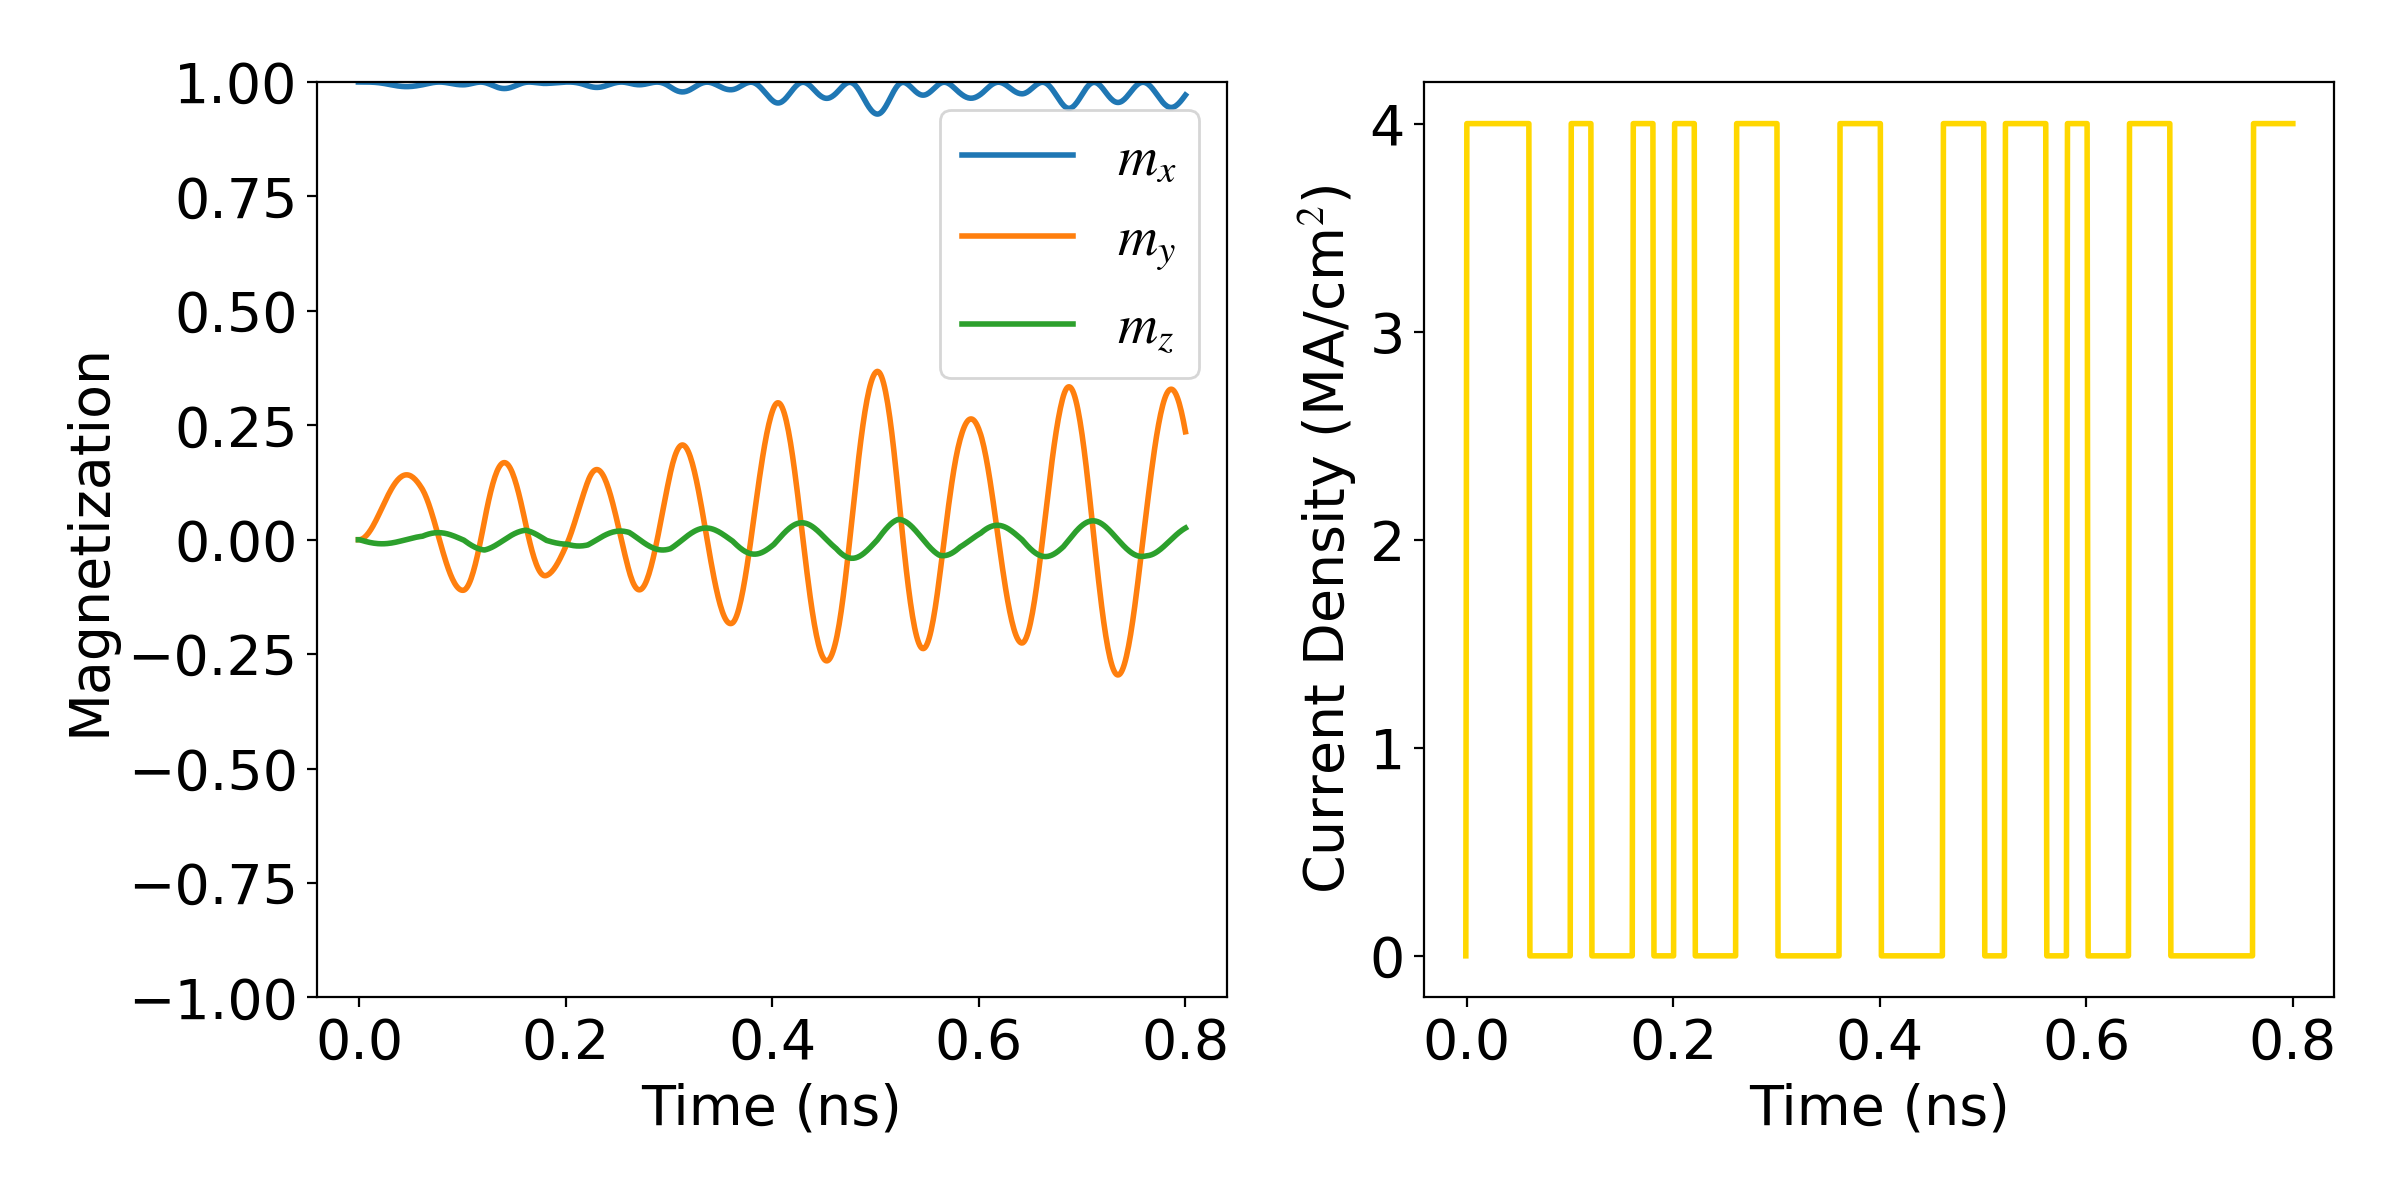 Magnetization
1.00
0.75
0.50
0.25
0.00
−0.25
−0.50
−0.75
−1.00
0.0 0.2 0.4 0.6 0.8
Time (ns)
m_x
m_y
m_z
Current Density (MA/cm²)
4
3
2
1
0
0.0 0.2 0.4 0.6 0.8
Time (ns)